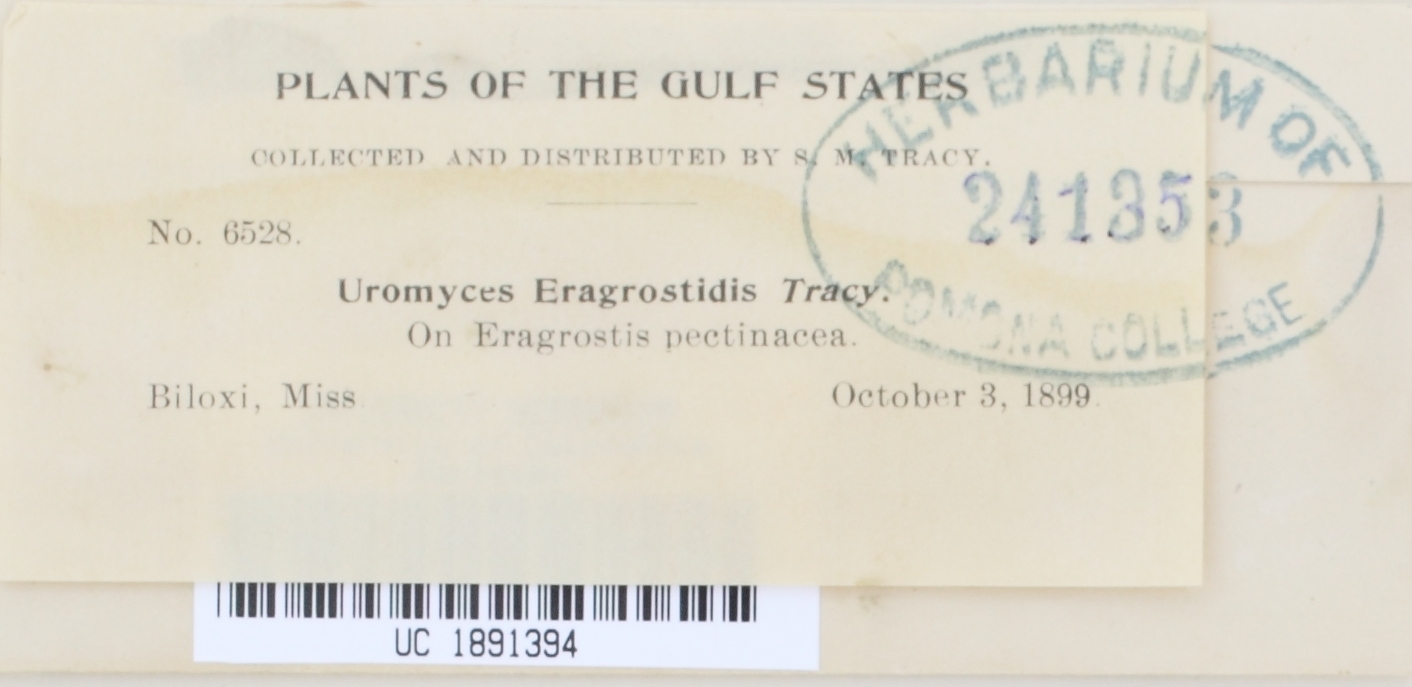 PLANTS OF THE GULF STATES
COLLECTED AND DISTRIBUTED BY S. M. TRACY.
No. 6528.
Uromyces Eragrostidis Tracy.
On Eragrostis pectinacea.
Biloxi, Miss.
October 3, 1899.
HERBARIUM OF
241353
POMONA COLLEGE
UC 1891394